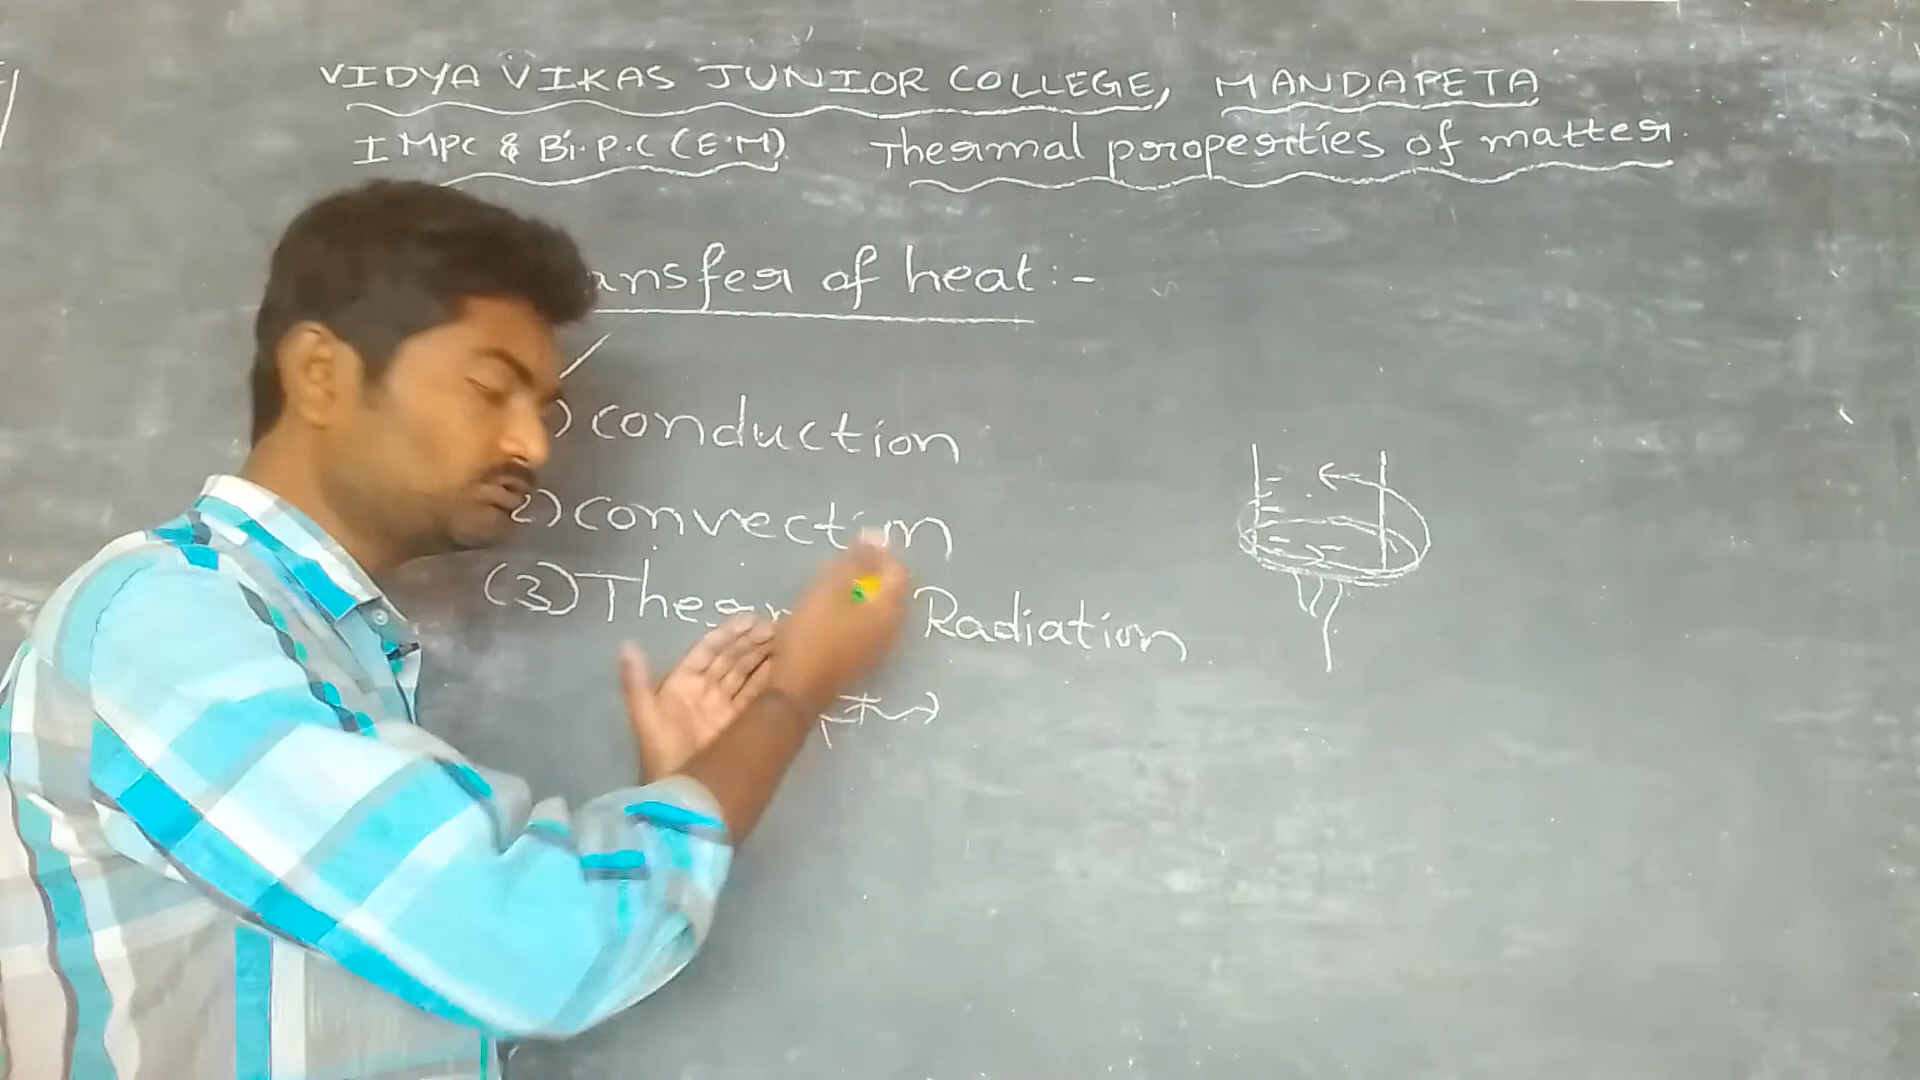 VIDYA VIKAS JUNIOR COLLEGE, MANDAPETA
I MPC & Bi.P.C (E.M) Thermal properties of matter
ansfer of heat:-
) conduction
2) convection
(3) Radiation